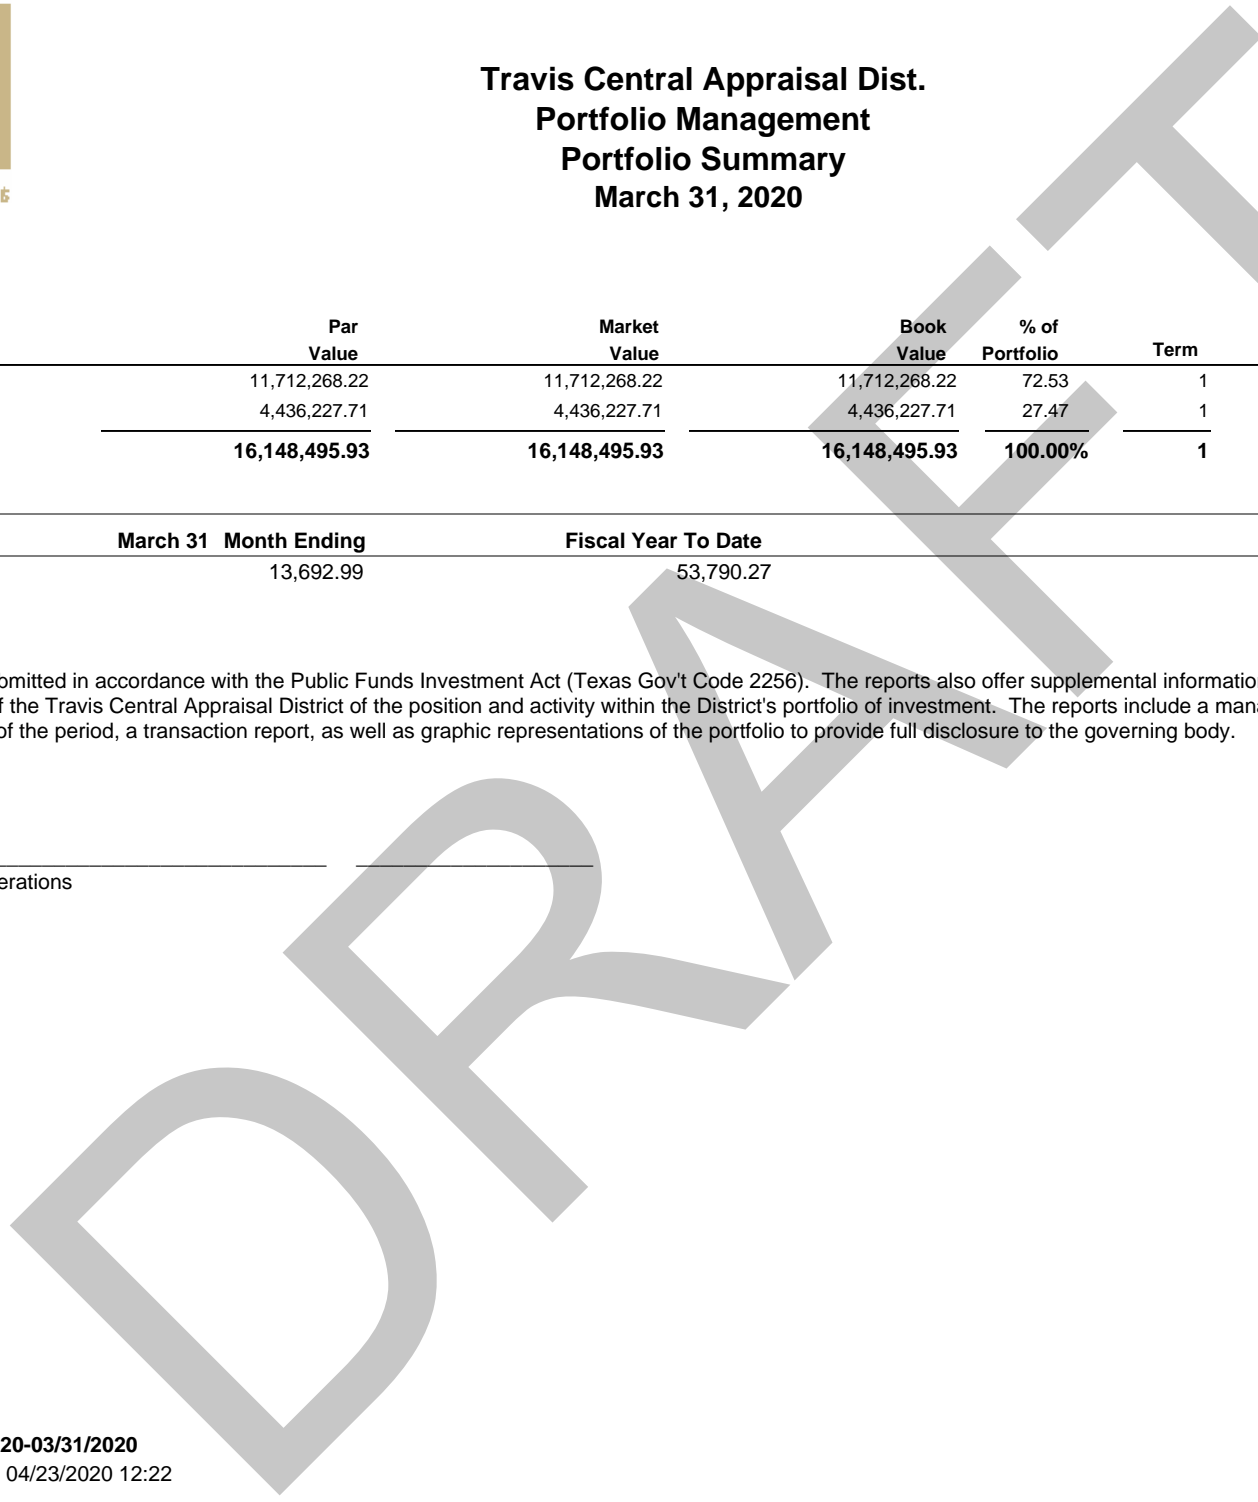 Travis Central Appraisal Dist.
Portfolio Management
Portfolio Summary
March 31, 2020
Par Value Market Value Book Value % of Portfolio Term
11,712,268.22 11,712,268.22 11,712,268.22 72.53 1
4,436,227.71 4,436,227.71 4,436,227.71 27.47 1
16,148,495.93 16,148,495.93 16,148,495.93 100.00% 1
March 31 Month Ending Fiscal Year To Date
13,692.99 53,790.27
omitted in accordance with the Public Funds Investment Act (Texas Gov't Code 2256). The reports also offer supplemental information
f the Travis Central Appraisal District of the position and activity within the District's portfolio of investment. The reports include a mana
of the period, a transaction report, as well as graphic representations of the portfolio to provide full disclosure to the governing body.
erations
20-03/31/2020
04/23/2020 12:22
DRAFT